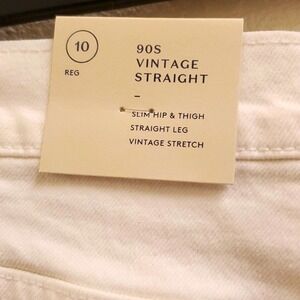 10
REG
90S
VINTAGE
STRAIGHT
–
SLIM HIP & THIGH
STRAIGHT LEG
VINTAGE STRETCH